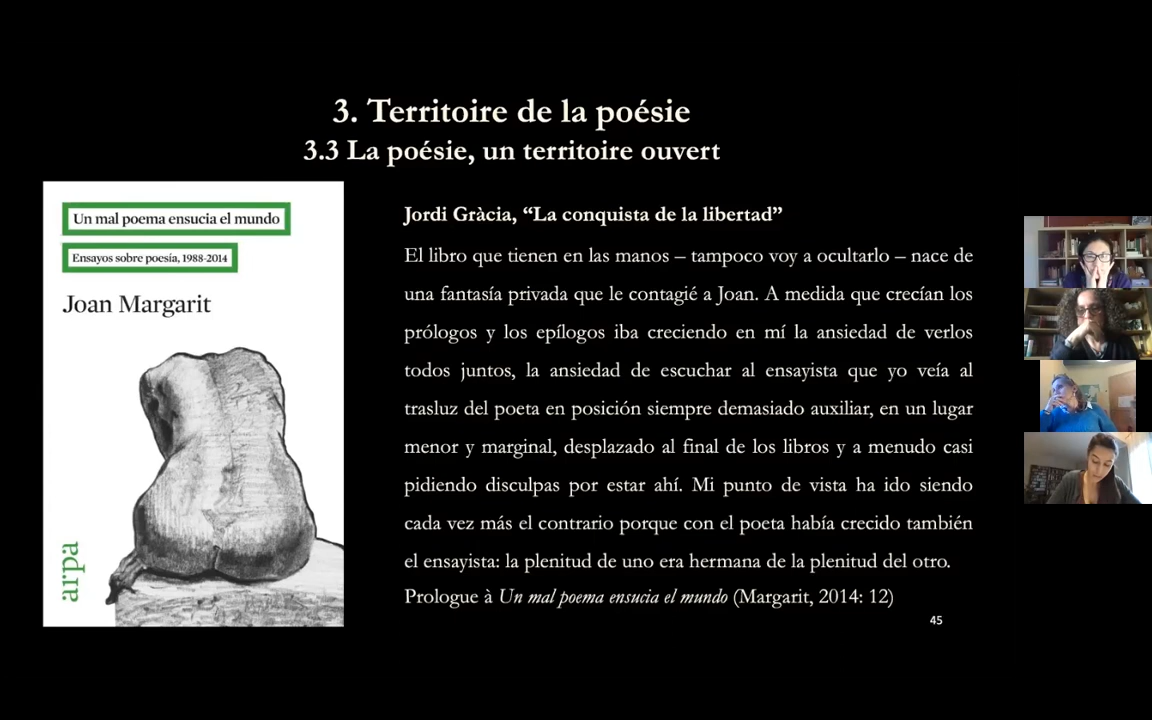 3. Territoire de la poésie
3.3 La poésie, un territoire ouvert
Un mal poema ensucia el mundo
Ensayos sobre poesía, 1988-2014
Joan Margarit
arpa
Jordi Gràcia, “La conquista de la libertad”
El libro que tienen en las manos – tampoco voy a ocultarlo – nace de
una fantasía privada que le contagié a Joan. A medida que crecían los
prólogos y los epílogos iba creciendo en mí la ansiedad de verlos
todos juntos, la ansiedad de escuchar al ensayista que yo veía al
trasluz del poeta en posición siempre demasiado auxiliar, en un lugar
menor y marginal, desplazado al final de los libros y a menudo casi
pidiendo disculpas por estar ahí. Mi punto de vista ha ido siendo
cada vez más el contrario porque con el poeta había crecido también
el ensayista: la plenitud de uno era hermana de la plenitud del otro.
Prologue à Un mal poema ensucia el mundo (Margarit, 2014: 12)
45